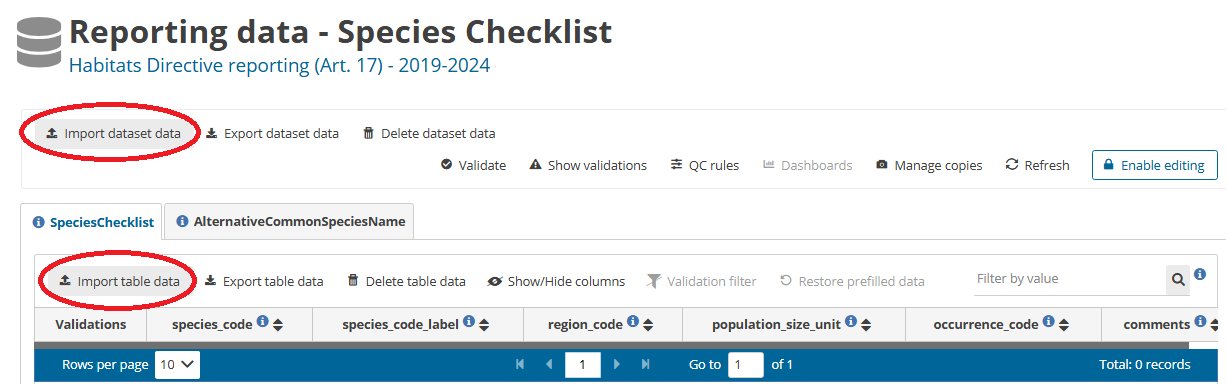 Reporting data - Species Checklist
Habitats Directive reporting (Art. 17) - 2019-2024
Import dataset data Export dataset data Delete dataset data
Validate Show validations QC rules Dashboards Manage copies Refresh Enable editing
SpeciesChecklist AlternativeCommonSpeciesName
Import table data Export table data Delete table data Show/Hide columns Validation filter Restore prefilled data Filter by value
Validations species_code species_code_label region_code population_size_unit occurrence_code comments
Rows per page 10 1 Go to 1 of 1 Total: 0 records